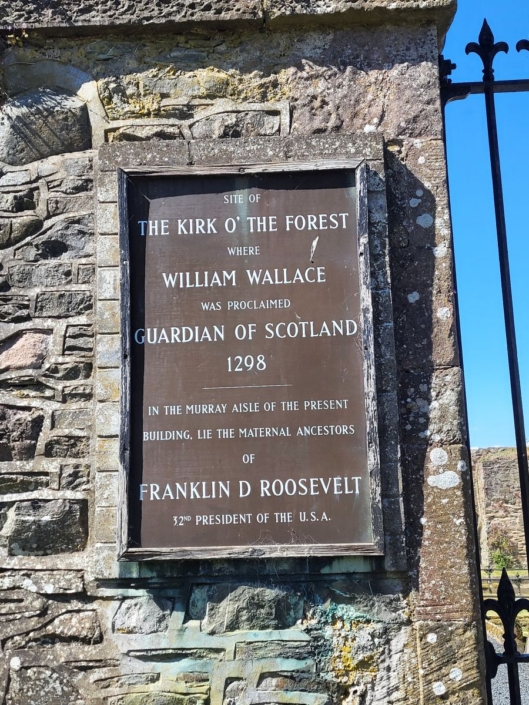 SITE OF
THE KIRK O' THE FOREST
WHERE
WILLIAM WALLACE
WAS PROCLAIMED
GUARDIAN OF SCOTLAND
1298
IN THE MURRAY AISLE OF THE PRESENT
BUILDING, LIE THE MATERNAL ANCESTORS
OF
FRANKLIN D ROOSEVELT
32ND PRESIDENT OF THE U.S.A.